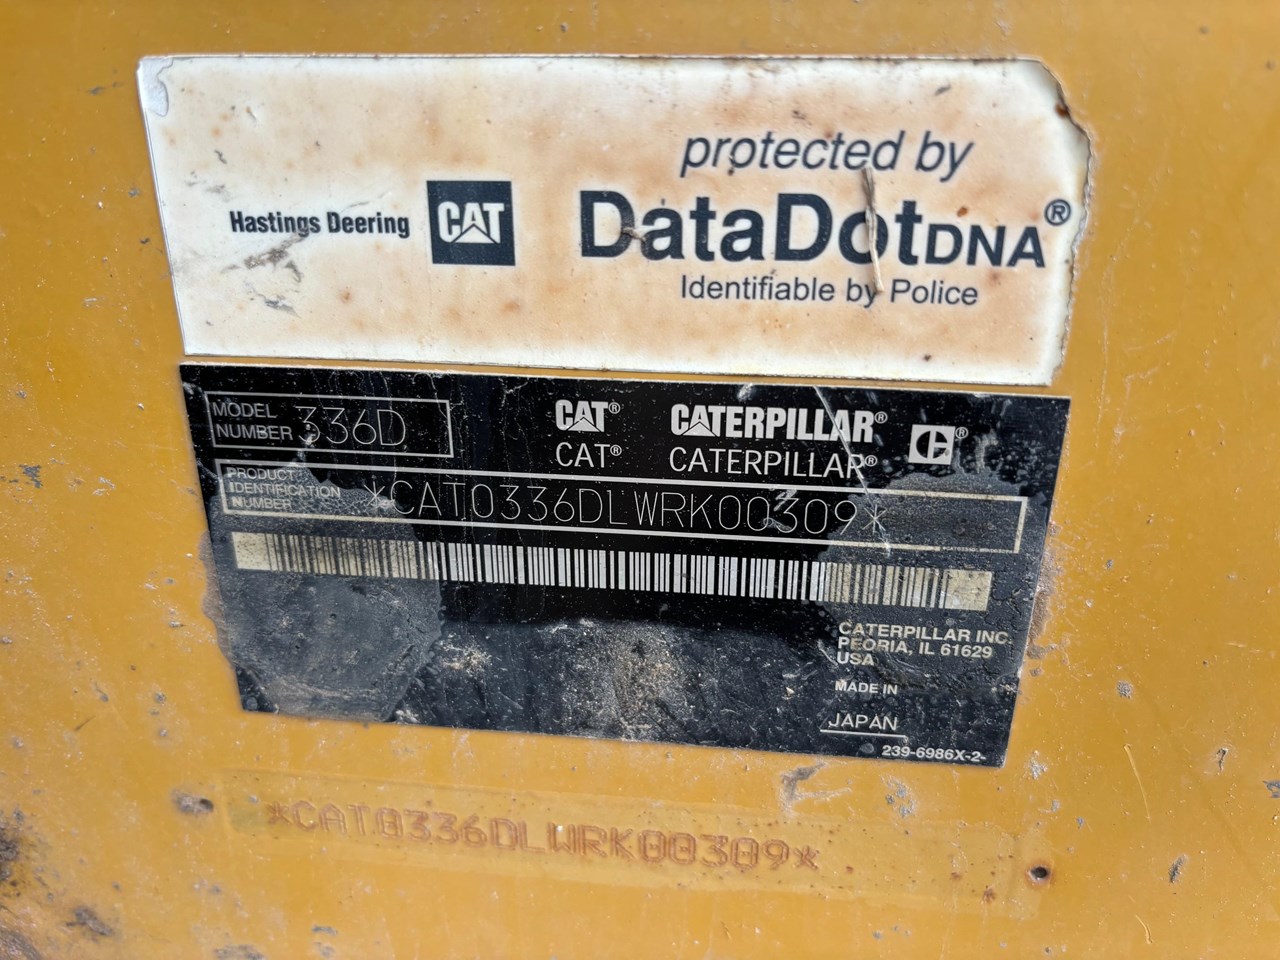 protected by
Hastings Deering CAT DataDotDNA®
Identifiable by Police
MODEL NUMBER 336D
CAT® CATERPILLAR® C®
CAT® CATERPILLAR®
PRODUCT IDENTIFICATION NUMBER *CAT0336DLWRK00309*
*CAT0336DLWRK00309*
CATERPILLAR INC.
PEORIA, IL 61629
USA
MADE IN
JAPAN
239-6986X-2-
*CAT0336DLWRK00309*